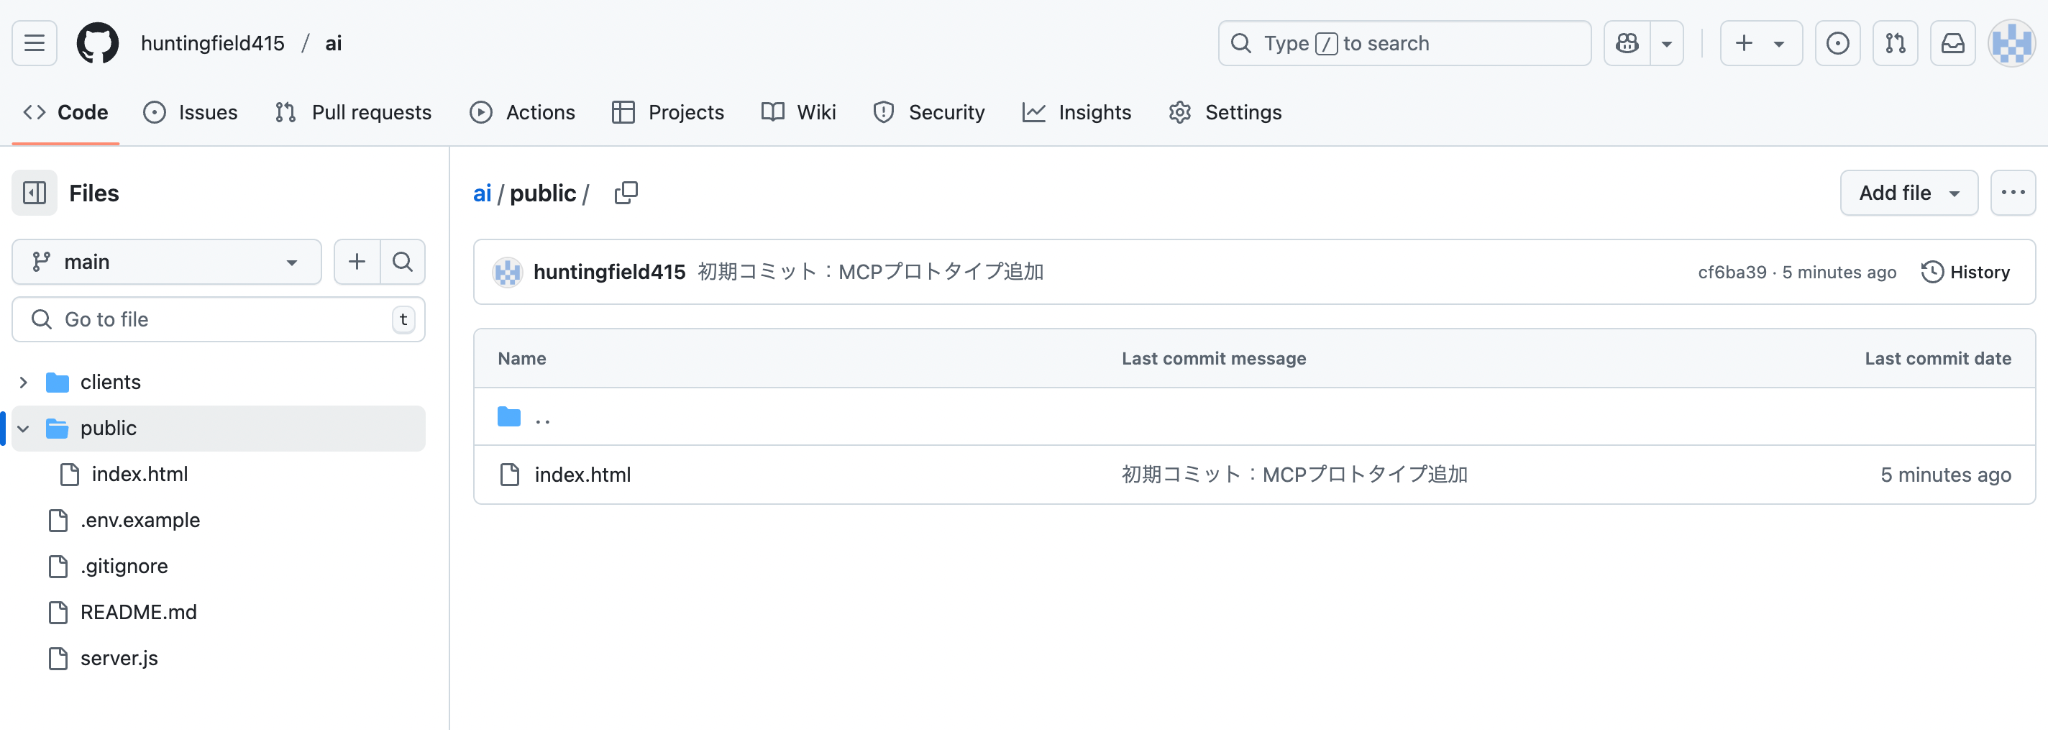 huntingfield415 / ai
Type / to search
Code
Issues
Pull requests
Actions
Projects
Wiki
Security
Insights
Settings
Files
main
Go to file
t
clients
public
index.html
.env.example
.gitignore
README.md
server.js
ai / public /
Add file
huntingfield415 初期コミット：MCPプロトタイプ追加
cf6ba39 · 5 minutes ago
History
Name Last commit message Last commit date
..
index.html 初期コミット：MCPプロトタイプ追加 5 minutes ago